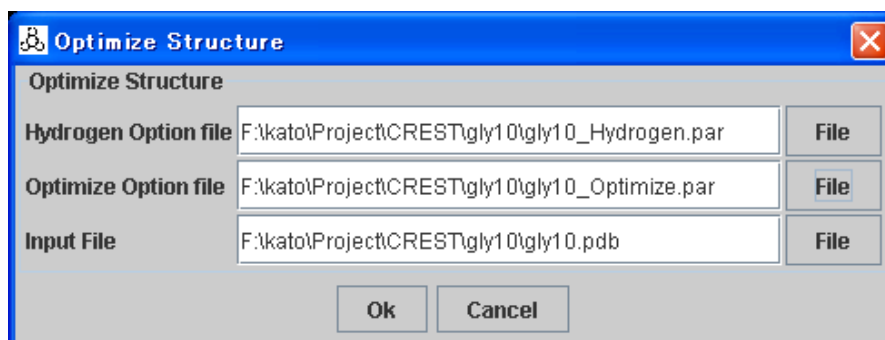 Optimize Structure
Optimize Structure
Hydrogen Option file F:\kato\Project\CREST\gly10\gly10_Hydrogen.par File
Optimize Option file F:\kato\Project\CREST\gly10\gly10_Optimize.par File
Input File F:\kato\Project\CREST\gly10\gly10.pdb File
Ok Cancel